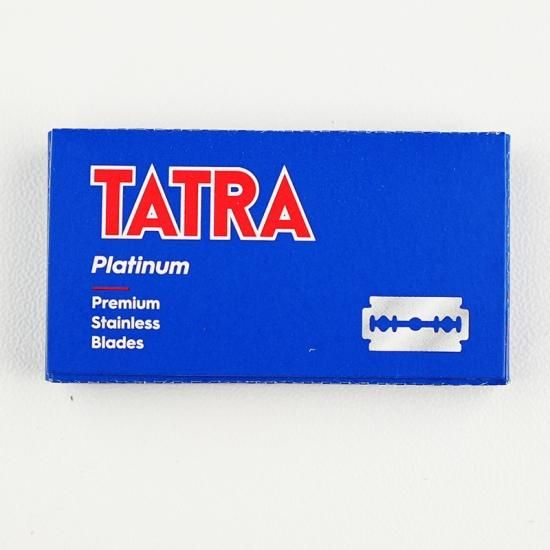 TATRA
Platinum
Premium
Stainless
Blades